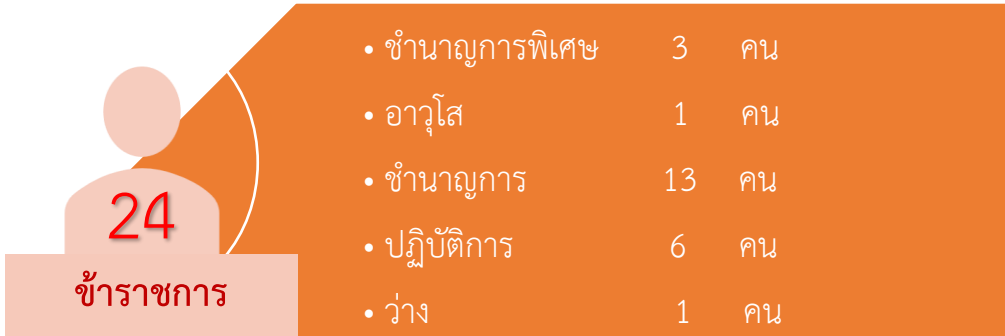 • ชำนาญการพิเศษ 3 คน
• อาวุโส 1 คน
• ชำนาญการ 13 คน
• ปฏิบัติการ 6 คน
• ว่าง 1 คน
24
ข้าราชการ